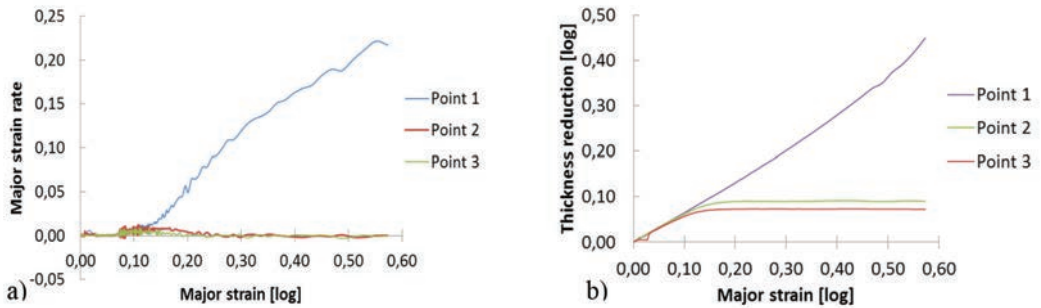 0,25
0,20
0,15
0,10
0,05
0,00
-0,05
Major strain rate
0,00 0,10 0,20 0,30 0,40 0,50 0,60
Major strain [log]
Point 1
Point 2
Point 3
a)
0,50
0,40
0,30
0,20
0,10
0,00
Thickness reduction [log]
0,00 0,10 0,20 0,30 0,40 0,50 0,60
Major strain [log]
Point 1
Point 2
Point 3
b)